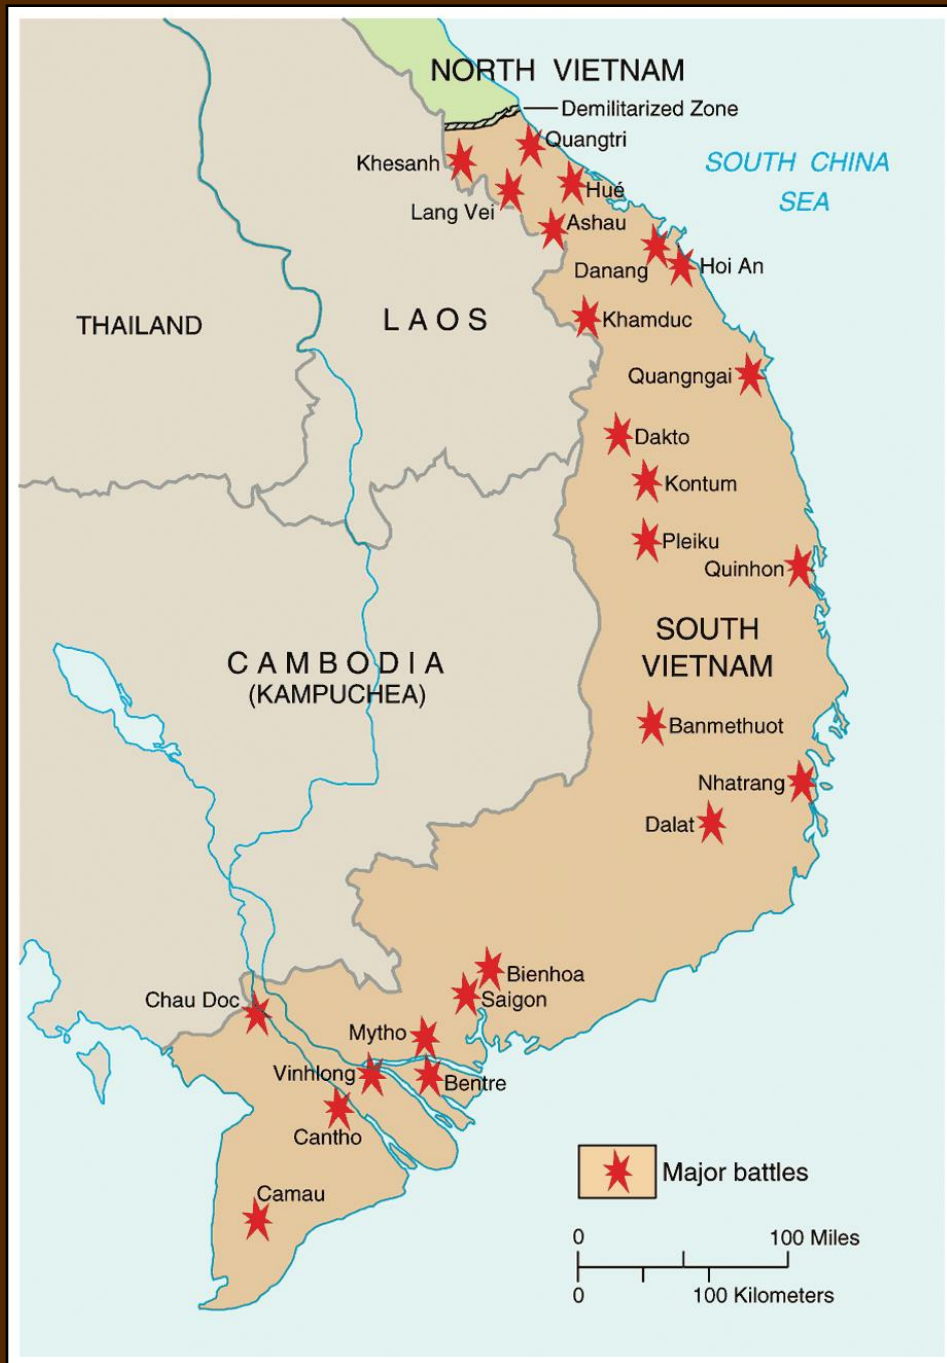 NORTH VIETNAM
Demilitarized Zone
Quangtri
Khesanh
SOUTH CHINA
SEA
Hué
Lang Vei
Ashau
Danang
Hoi An
Khamduc
THAILAND
LAOS
Quangngai
Dakto
Kontum
Pleiku
Quinhon
SOUTH
VIETNAM
CAMBODIA
(KAMPUCHEA)
Banmethuot
Nhatrang
Dalat
Bienhoa
Saigon
Chau Doc
Mytho
Vinhlong
Bentre
Cantho
Camau
Major battles
0 100 Miles
0 100 Kilometers